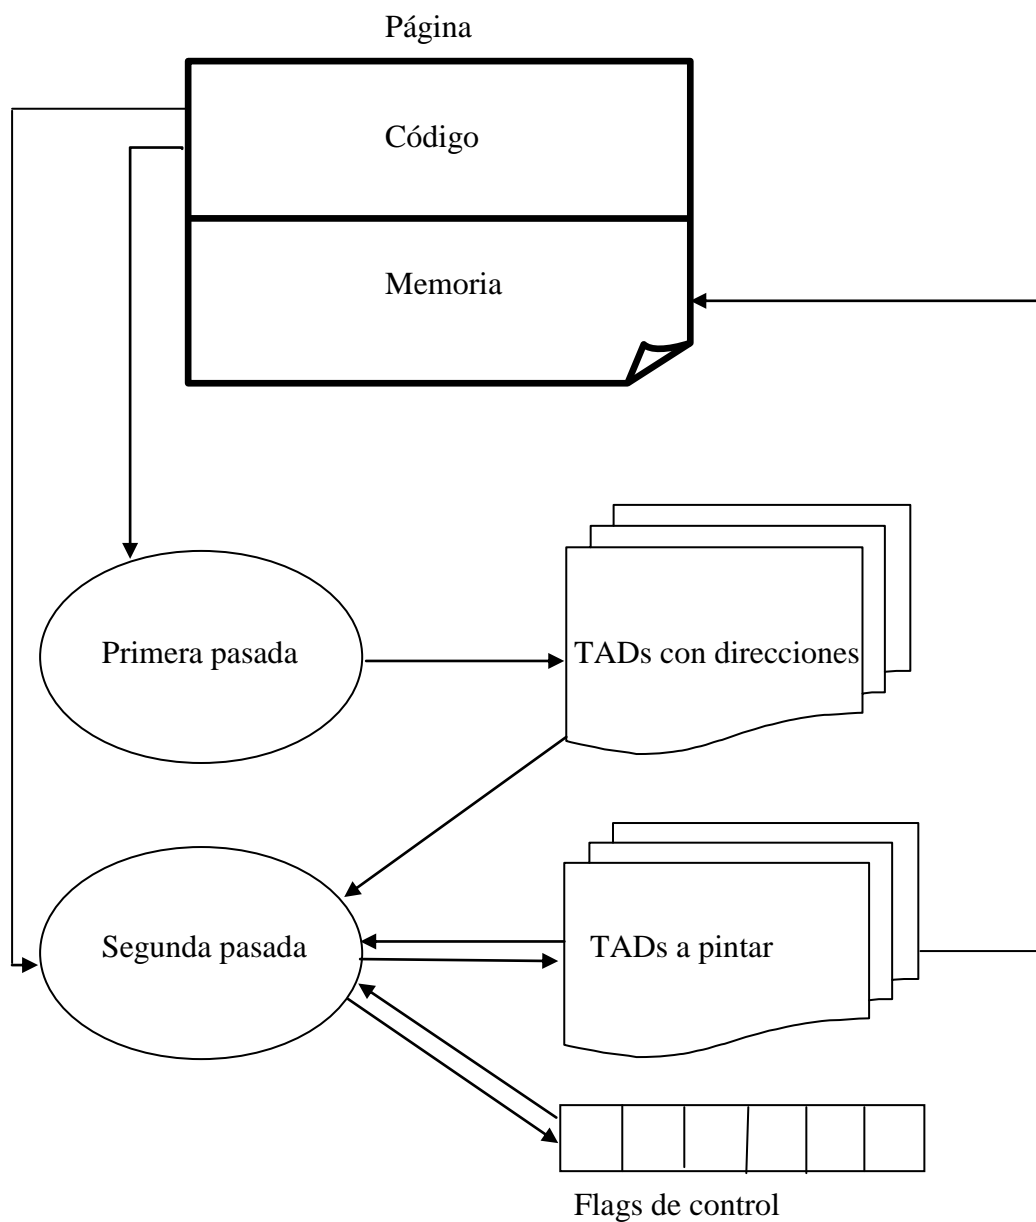 Página
Código
Memoria
Primera pasada
TADs con direcciones
Segunda pasada
TADs a pintar
Flags de control